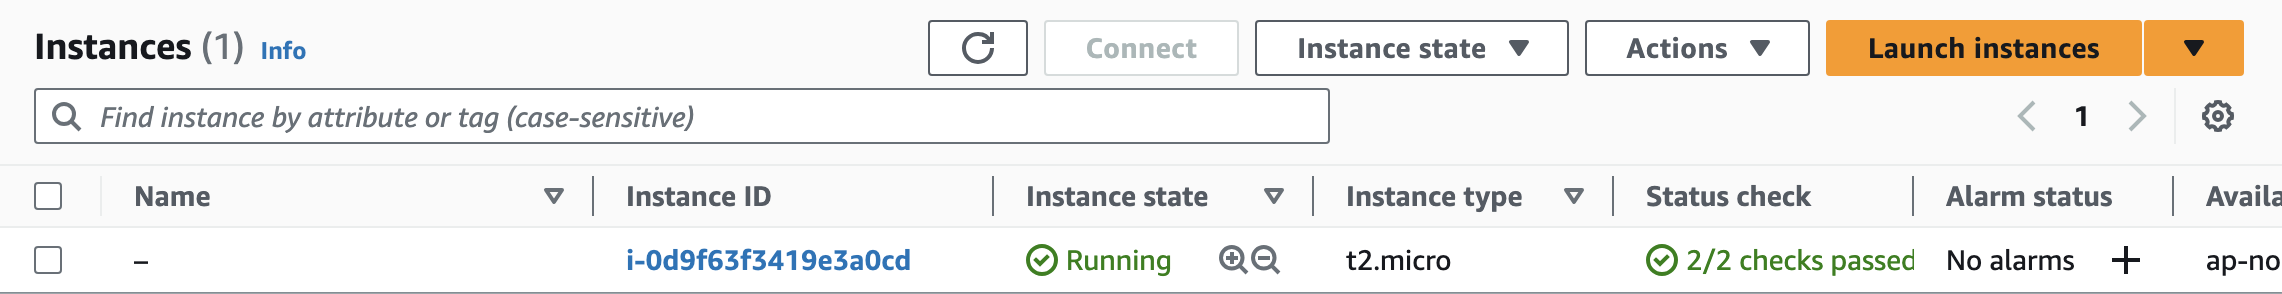 Instances (1) Info Connect Instance state Actions Launch instances
Find instance by attribute or tag (case-sensitive) 1
Name Instance ID Instance state Instance type Status check Alarm status Availa
– i-0d9f63f3419e3a0cd Running t2.micro 2/2 checks passed No alarms + ap-no